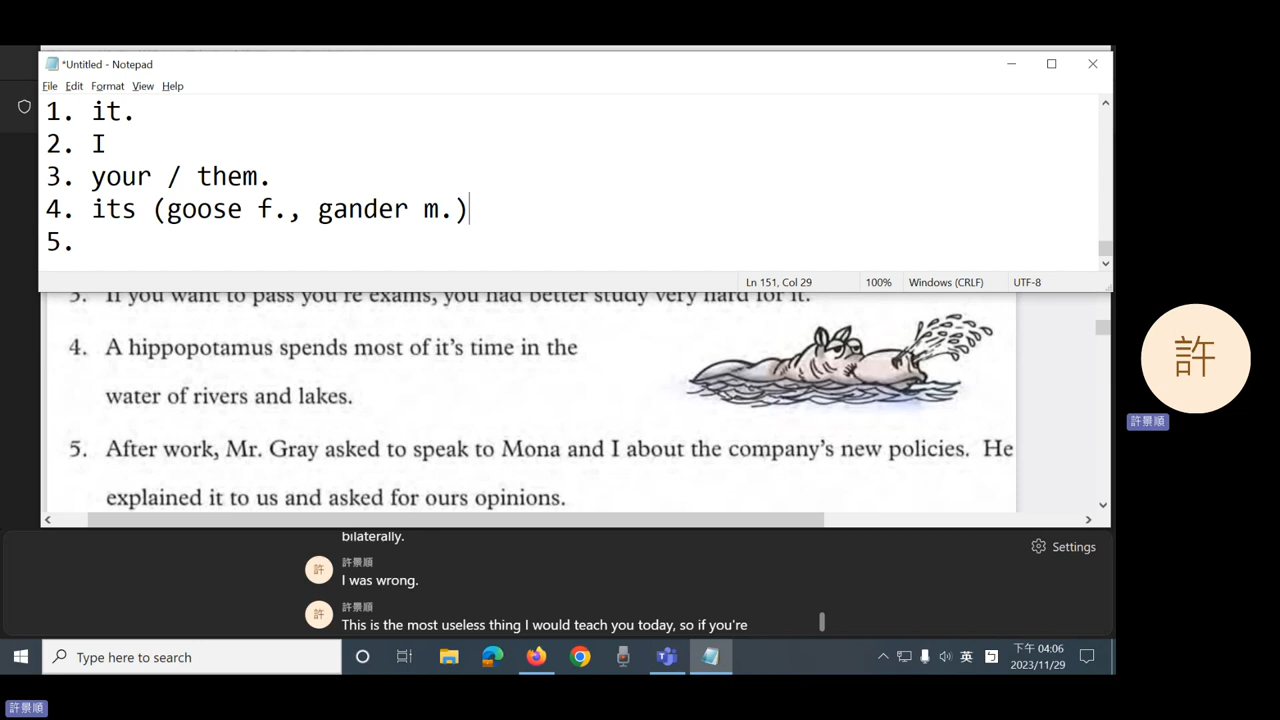 *Untitled - Notepad
File Edit Format View Help
1. it.
2. I
3. your / them.
4. its (goose f., gander m.)
5.
Ln 151, Col 29 100% Windows (CRLF) UTF-8
3. If you want to pass you're exams, you had better study very hard for it.
4. A hippopotamus spends most of it's time in the
water of rivers and lakes.
5. After work, Mr. Gray asked to speak to Mona and I about the company's new policies. He
explained it to us and asked for ours opinions.
bilaterally.
許景順
許 I was wrong.
許景順
許 This is the most useless thing I would teach you today, so if you're
Settings
許
許景順
Type here to search
英
下午 04:06
2023/11/29
許景順